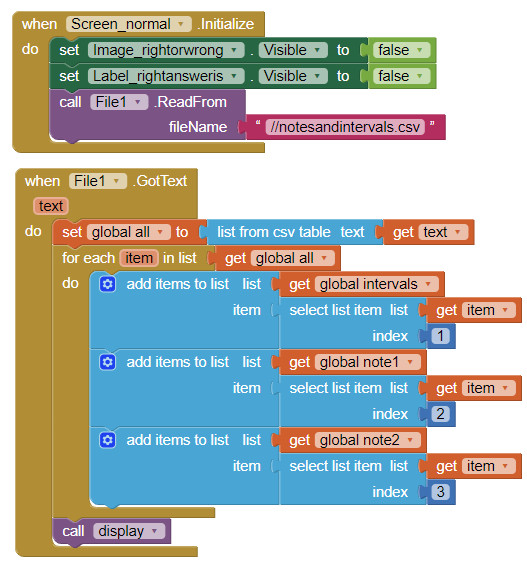 when Screen_normal .Initialize
do set Image_rightorwrong . Visible to false
set Label_rightansweris . Visible to false
call File1 .ReadFrom
fileName " //notesandintervals.csv "
when File1 .GotText
text
do set global all to list from csv table text get text
for each item in list get global all
do add items to list list get global intervals
item select list item list get item
index 1
add items to list list get global note1
item select list item list get item
index 2
add items to list list get global note2
item select list item list get item
index 3
call display